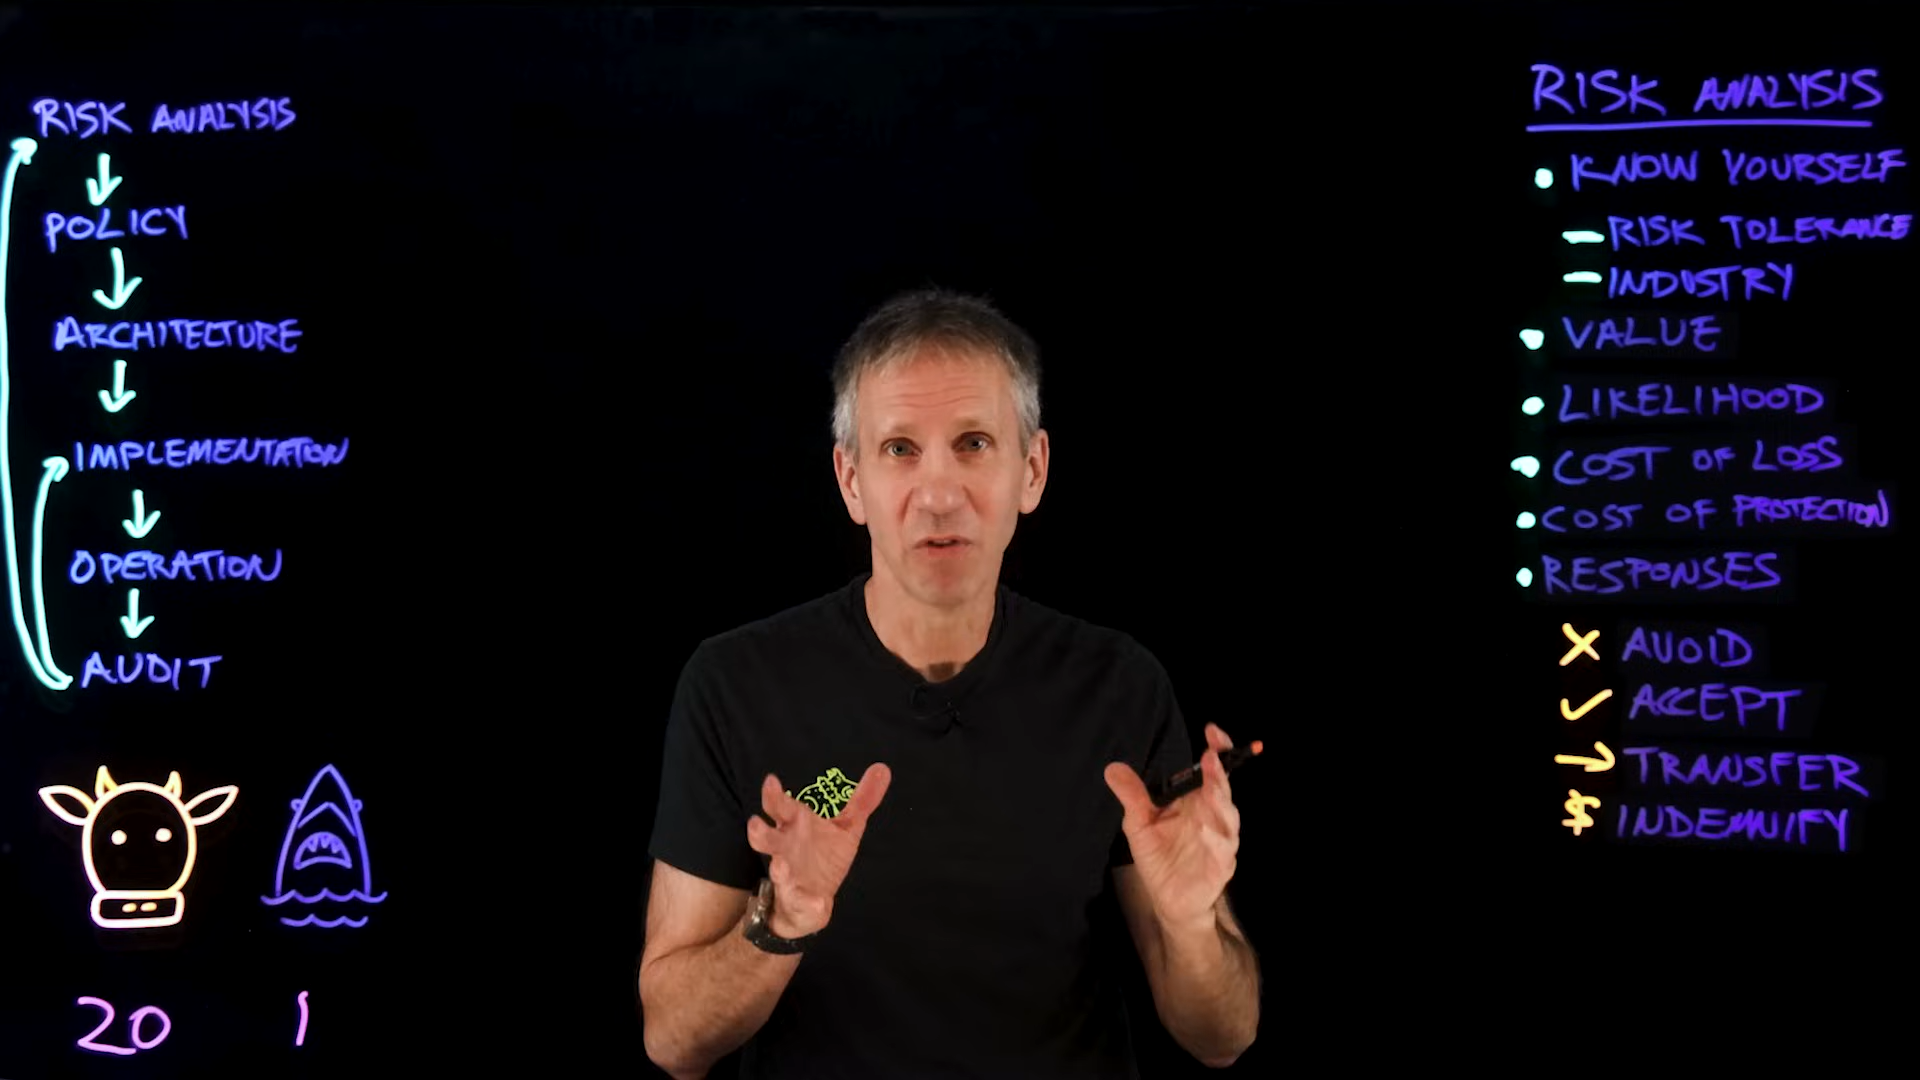 RISK ANALYSIS
POLICY
ARCHITECTURE
IMPLEMENTATION
OPERATION
AUDIT
20 1
RISK ANALYSIS
KNOW YOURSELF
RISK TOLERANCE
INDUSTRY
VALUE
LIKELIHOOD
COST OF LOSS
COST OF PROTECTION
RESPONSES
AVOID
ACCEPT
TRANSFER
$ INDEMNIFY